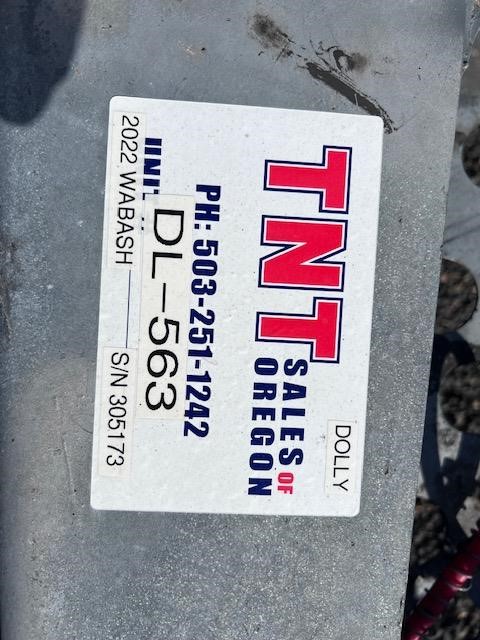 DOLLY
TNT
SALES OF
OREGON
PH: 503-251-1242
DL-563
2022 WABASH
S/N 305173